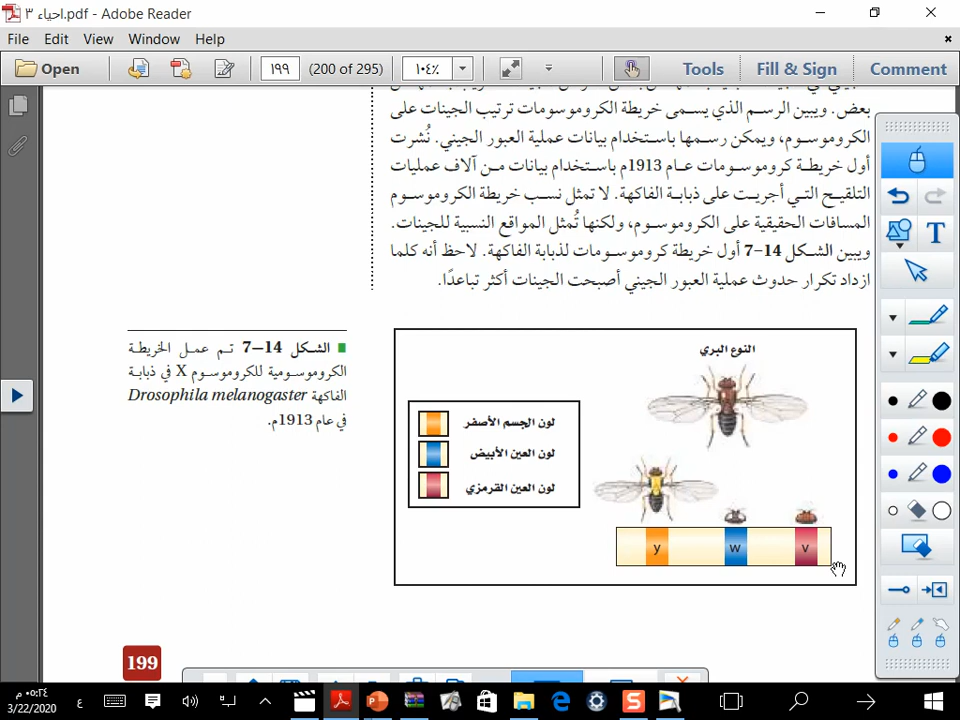 احياء ٣.pdf - Adobe Reader
File Edit View Window Help
Open ١٩٩ (200 of 295) ١٠٤٪ Tools Fill & Sign Comment
بعض. ويبين الرسم الذي يسمى خريطة الكروموسومات ترتيب الجينات على
الكروموسوم، ويمكن رسمها باستخدام بيانات عملية العبور الجيني. نُشرت
أول خريطة كروموسومات عام 1913م باستخدام بيانات من آلاف عمليات
التلقيح التي أجريت على ذبابة الفاكهة. لا تمثل نسب خريطة الكروموسوم
المسافات الحقيقية على الكروموسوم، ولكنها تُمثل المواقع النسبية للجينات.
ويبين الشكل 14–7 أول خريطة كروموسومات لذبابة الفاكهة. لاحظ أنه كلما
ازداد تكرار حدوث عملية العبور الجيني أصبحت الجينات أكثر تباعدًا.
الشكل 14–7 تم عمل الخريطة
الكروموسومية للكروموسوم X في ذبابة
الفاكهة Drosophila melanogaster
في عام 1913م.
النوع البري
لون الجسم الأصفر
لون العين الأبيض
لون العين القرمزي
y w v
199
T
٠٥:٢٤ م
3/22/2020
ع